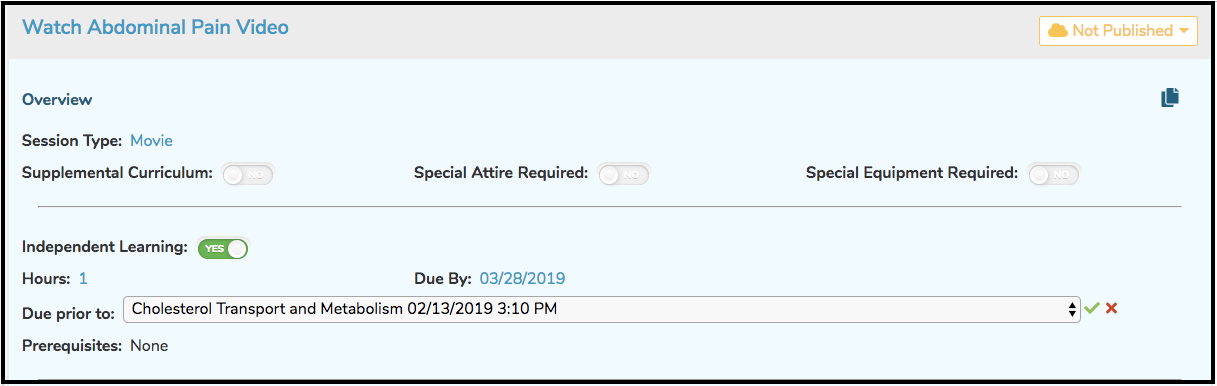 Watch Abdominal Pain Video
Not Published
Overview
Session Type: Movie
Supplemental Curriculum: NO Special Attire Required: NO Special Equipment Required: NO
Independent Learning: YES
Hours: 1 Due By: 03/28/2019
Due prior to: Cholesterol Transport and Metabolism 02/13/2019 3:10 PM
Prerequisites: None